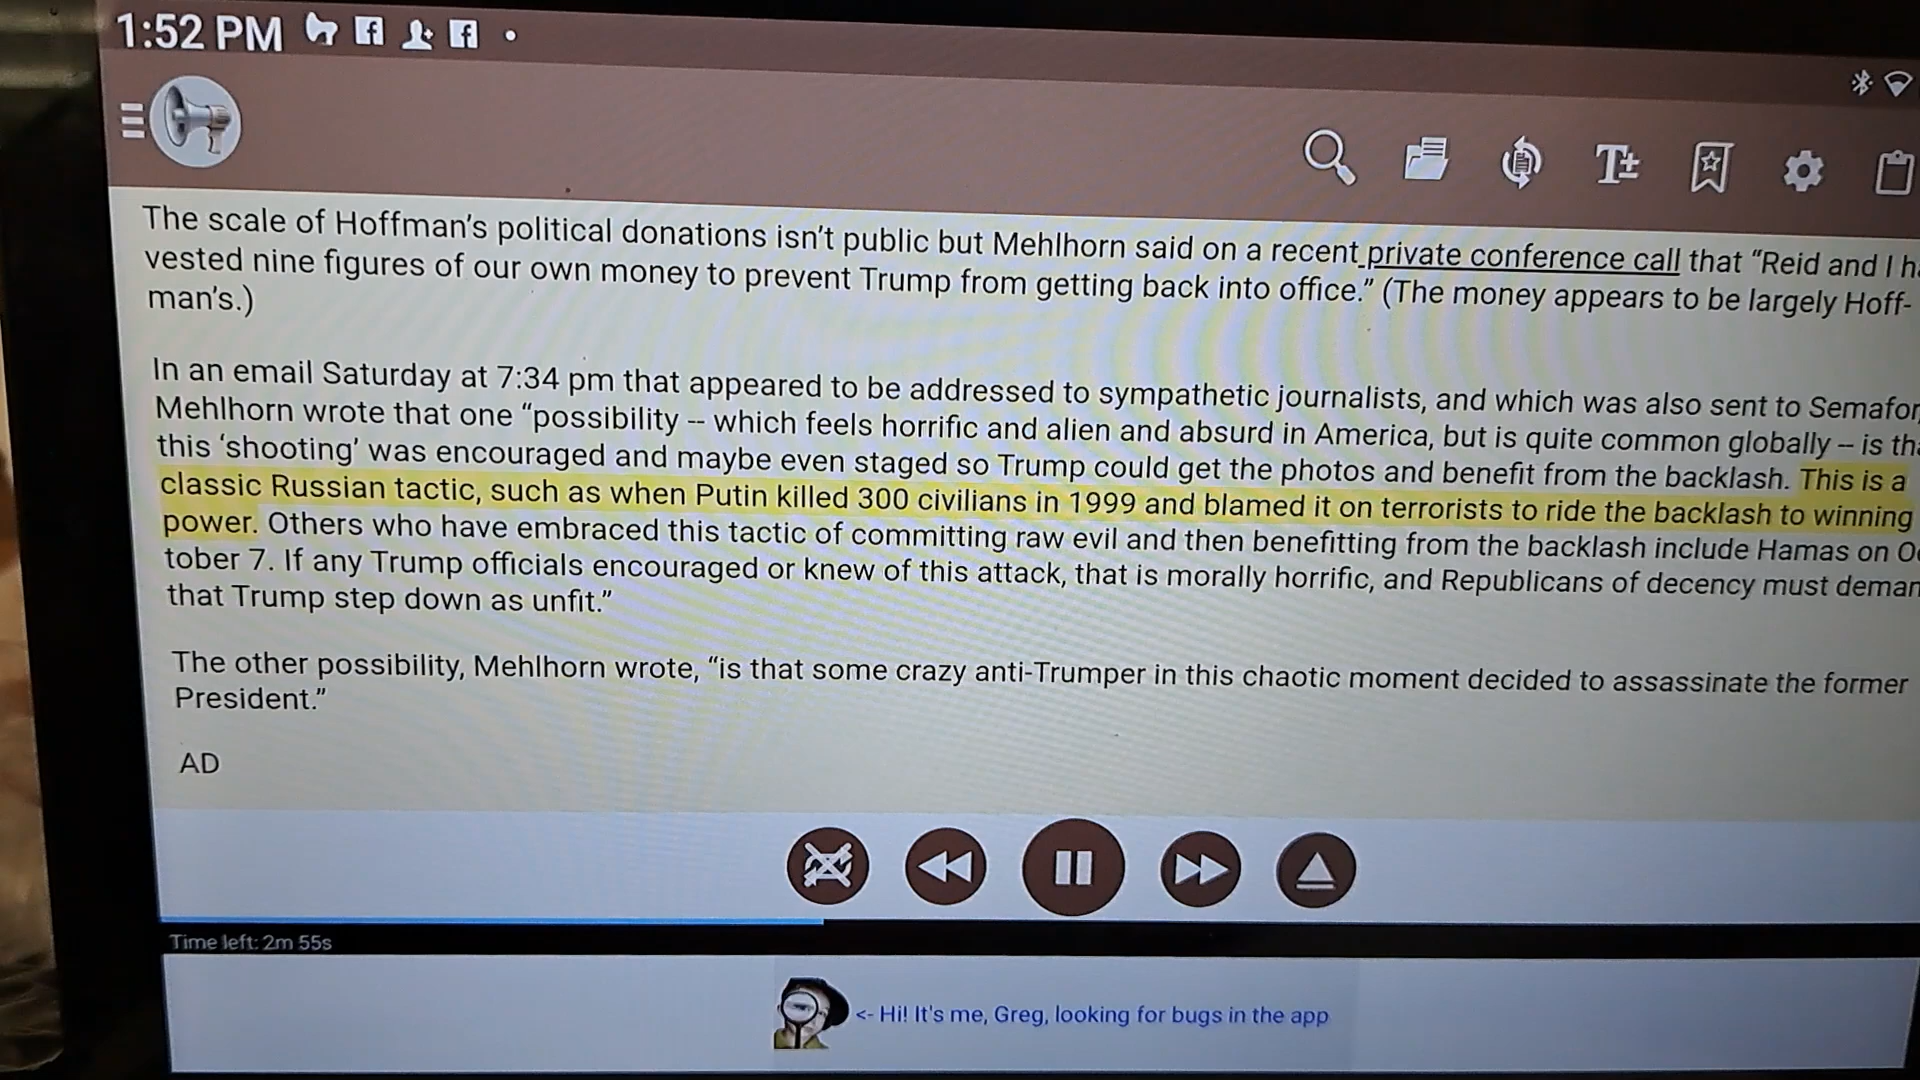 1:52 PM
The scale of Hoffman's political donations isn't public but Mehlhorn said on a recent private conference call that “Reid and I
vested nine figures of our own money to prevent Trump from getting back into office.” (The money appears to be largely Hoff-
man's.)
In an email Saturday at 7:34 pm that appeared to be addressed to sympathetic journalists, and which was also sent to Semafor,
Mehlhorn wrote that one “possibility -- which feels horrific and alien and absurd in America, but is quite common globally – is
this ‘shooting’ was encouraged and maybe even staged so Trump could get the photos and benefit from the backlash. This is a
classic Russian tactic, such as when Putin killed 300 civilians in 1999 and blamed it on terrorists to ride the backlash to winning
power. Others who have embraced this tactic of committing raw evil and then benefitting from the backlash include Hamas on
tober 7. If any Trump officials encouraged or knew of this attack, that is morally horrific, and Republicans of decency must
that Trump step down as unfit.”
The other possibility, Mehlhorn wrote, “is that some crazy anti-Trumper in this chaotic moment decided to assassinate the former
President.”
AD
Time left: 2m 55s
<- Hi! It's me, Greg, looking for bugs in the app